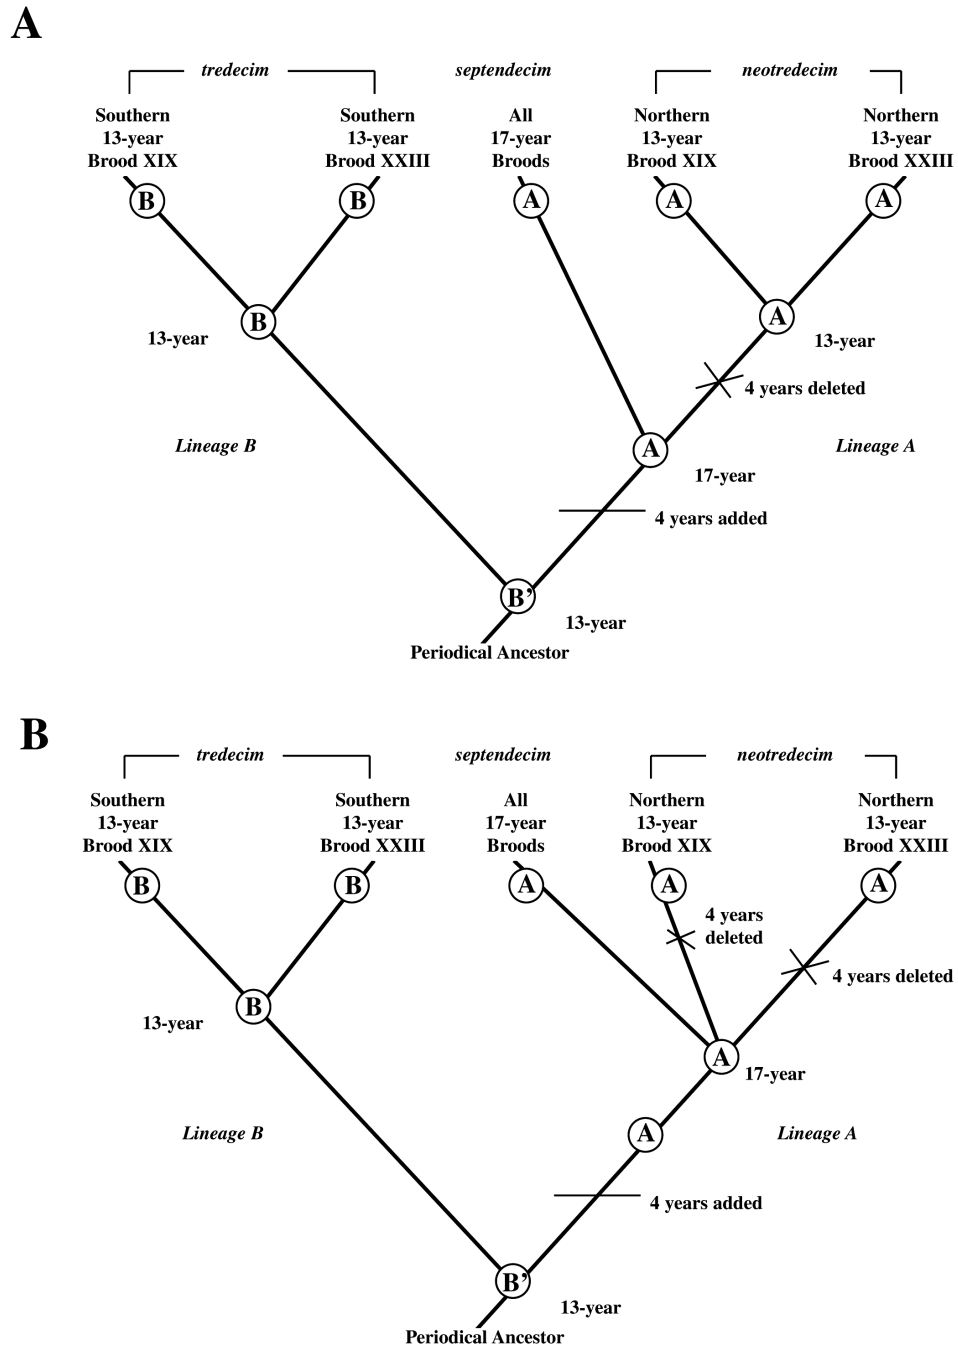 A
tredecim septendecim neotredecim
Southern Southern All Northern Northern
13-year 13-year 17-year 13-year 13-year
Brood XIX Brood XXIII Broods Brood XIX Brood XXIII
B B A A A
B A
13-year 13-year
4 years deleted
Lineage B A Lineage A
17-year
4 years added
B’
13-year
Periodical Ancestor
B
tredecim septendecim neotredecim
Southern Southern All Northern Northern
13-year 13-year 17-year 13-year 13-year
Brood XIX Brood XXIII Broods Brood XIX Brood XXIII
B B A A A
4 years
deleted
4 years deleted
B
13-year
A
17-year
Lineage B A Lineage A
4 years added
B’
13-year
Periodical Ancestor